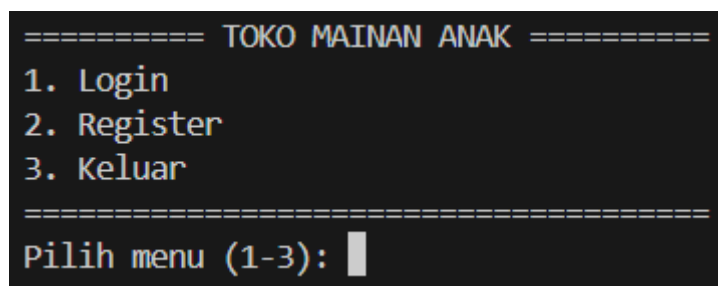 ========== TOKO MAINAN ANAK ==========
1. Login
2. Register
3. Keluar
======================================
Pilih menu (1-3):